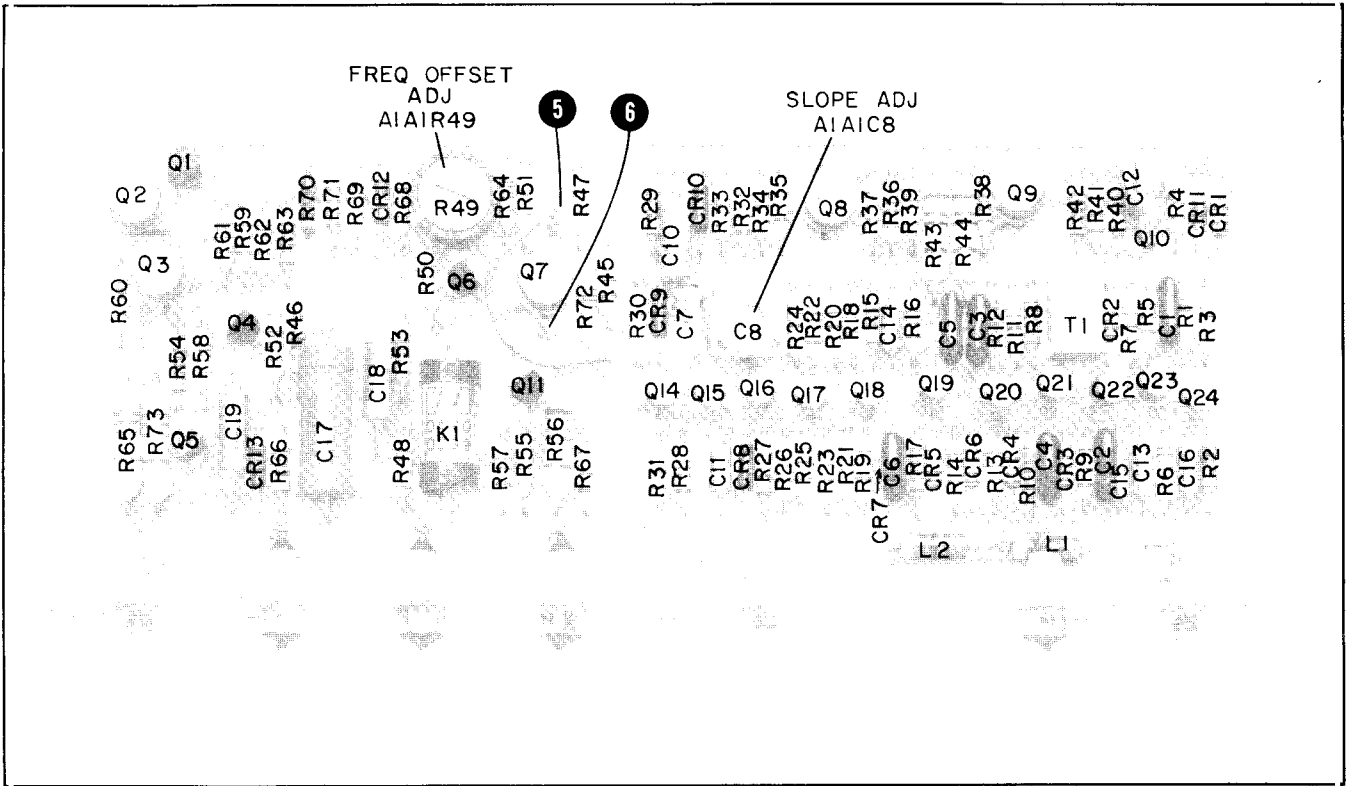 FREQ OFFSET
ADJ
A1A1R49
5
6
SLOPE ADJ
A1A1C8
Q1
Q2
R61
R59
R62
R63
R70
R71
R69
CR12
R68
R49
R64
R51
R47
R29
C10
CR10
R33
R32
R34
R35
Q8
R37
R36
R39
R43
R44
R38
Q9
R42
R41
R40
C12
Q10
R4
CR11
CR1
Q3
R60
R54
R58
Q4
R52
R46
C18
R53
R50
Q6
Q7
R72
R45
R30
CR9
C7
C8
R24
R22
R20
R18
R15
C14
R16
C5
C3
R12
R11
R8
T1
CR2
R7
R5
C1
R1
R3
Q11
Q14
Q15
Q16
Q17
Q18
Q19
Q20
Q21
Q22
Q23
Q24
R65
R73
Q5
C19
CR13
R66
C17
R48
K1
R57
R55
R56
R67
R31
R28
C11
CR8
R27
R26
R25
R23
R21
R19
CR7
C6
R17
CR5
R14
CR6
R13
CR4
R10
C4
CR3
R9
C2
C15
C13
R6
C16
R2
L2
L1